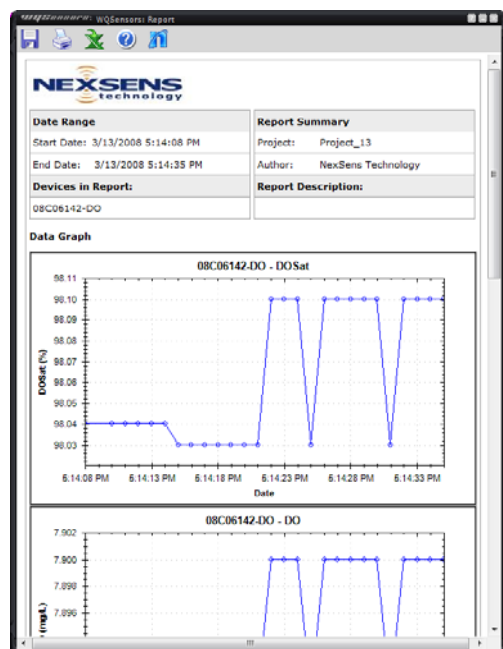 WQSensors: WQSensors: Report
NEXSENS
technology
Date Range
Start Date: 3/13/2008 5:14:08 PM
End Date: 3/13/2008 5:14:35 PM
Devices in Report:
08C06142-DO
Report Summary
Project: Project_13
Author: NexSens Technology
Report Description:
Data Graph
08C06142-DO - DOSat
98.11
98.10
98.09
98.08
98.07
98.06
98.05
98.04
98.03
DOSat (%)
5:14:08 PM 5:14:13 PM 5:14:18 PM 5:14:23 PM 5:14:28 PM 5:14:33 PM
Date
08C06142-DO - DO
7.902
7.900
7.898
7.896
(mg/L)